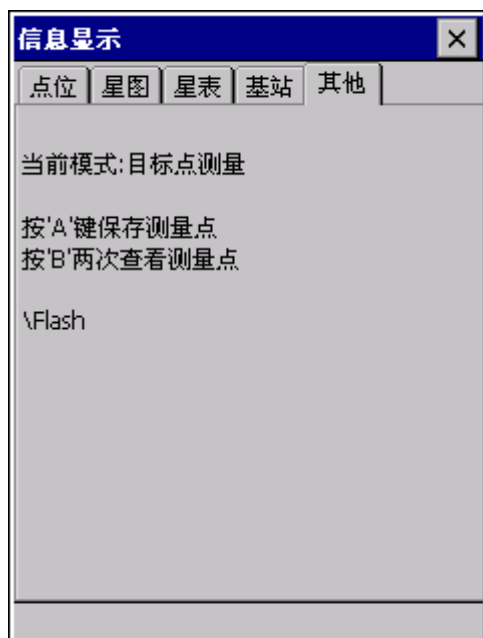 信息显示
点位 星图 星表 基站 其他
当前模式:目标点测量
按'A'键保存测量点
按'B'两次查看测量点
\Flash